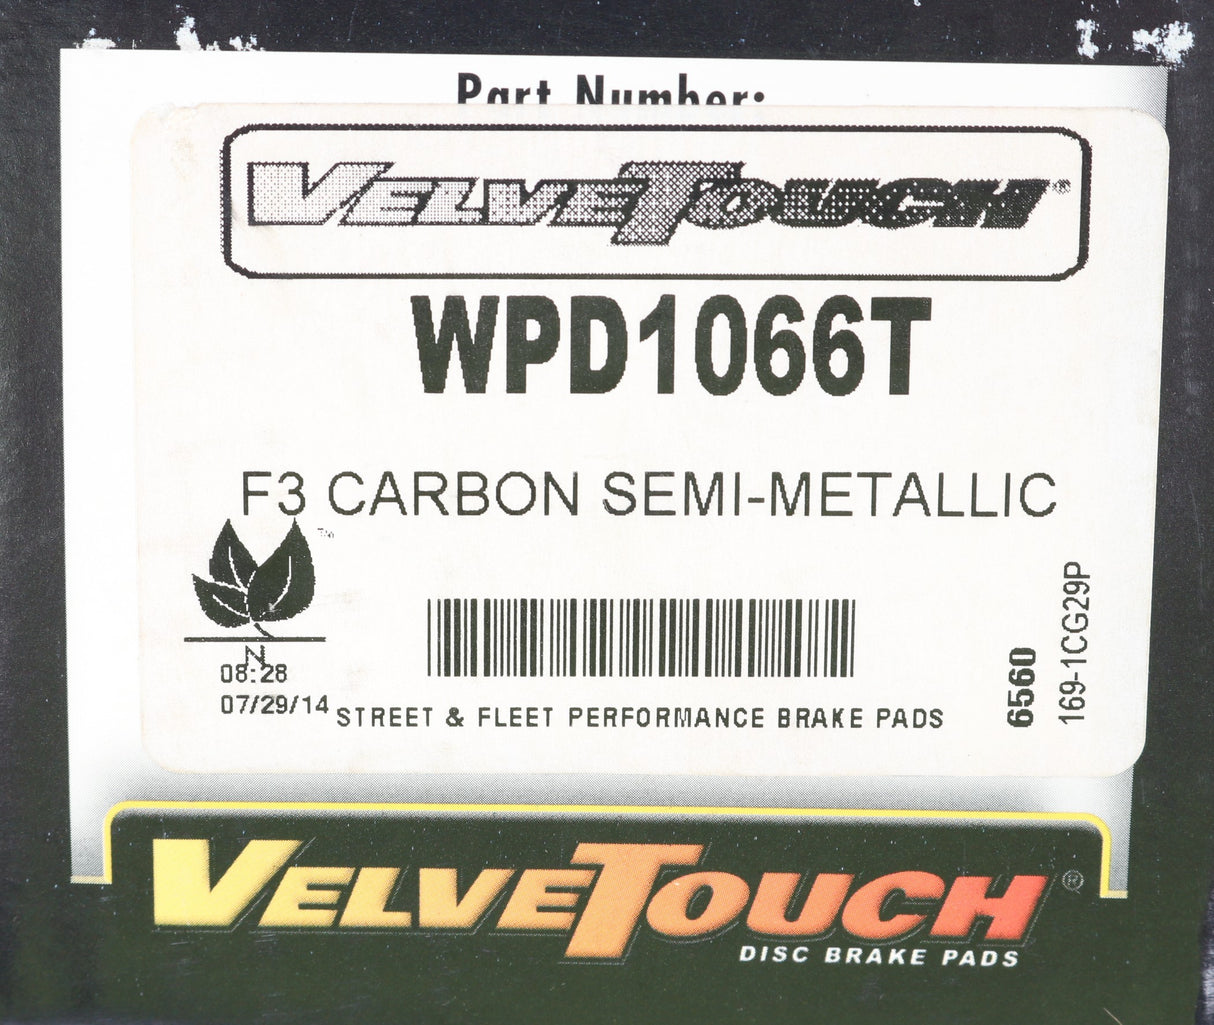 Part Number:
VELVETOUCH®
WPD1066T
F3 CARBON SEMI-METALLIC
TM
N
08:28
07/29/14
STREET & FLEET PERFORMANCE BRAKE PADS
6560
169-1CG29P
VELVETOUCH®
DISC BRAKE PADS